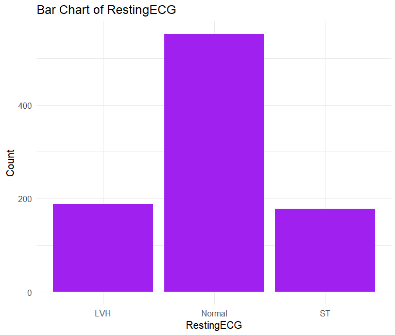 Bar Chart of RestingECG
Count
400
200
0
LVH Normal ST
RestingECG